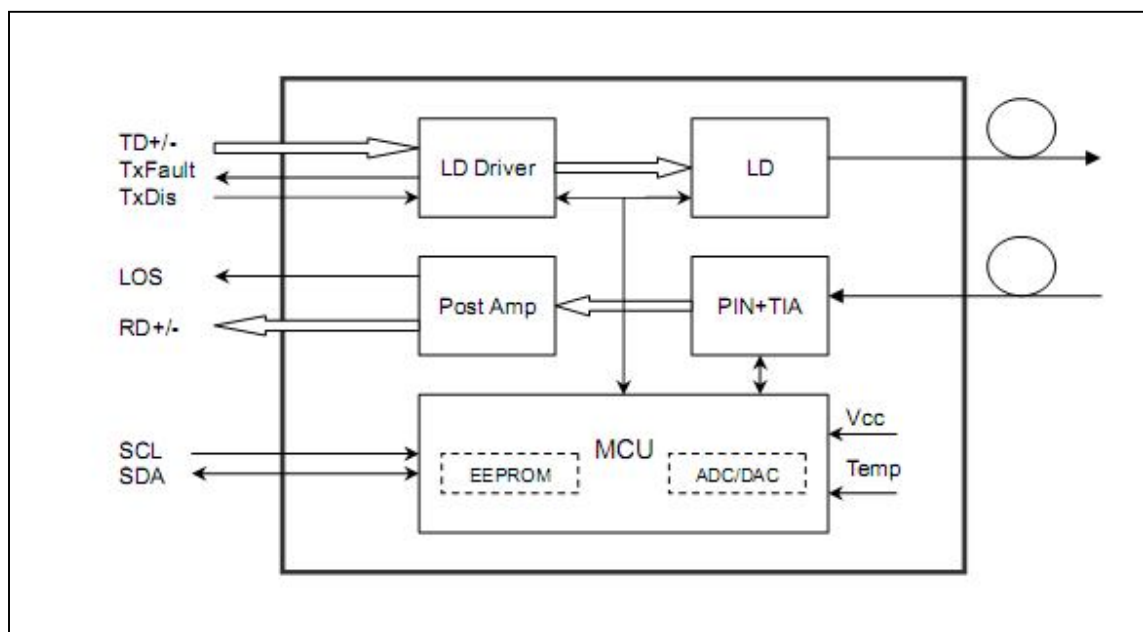 TD+/-
TxFault
TxDis
LD Driver
LD
LOS
RD+/-
Post Amp
PIN+TIA
SCL
SDA
MCU
EEPROM
ADC/DAC
Vcc
Temp